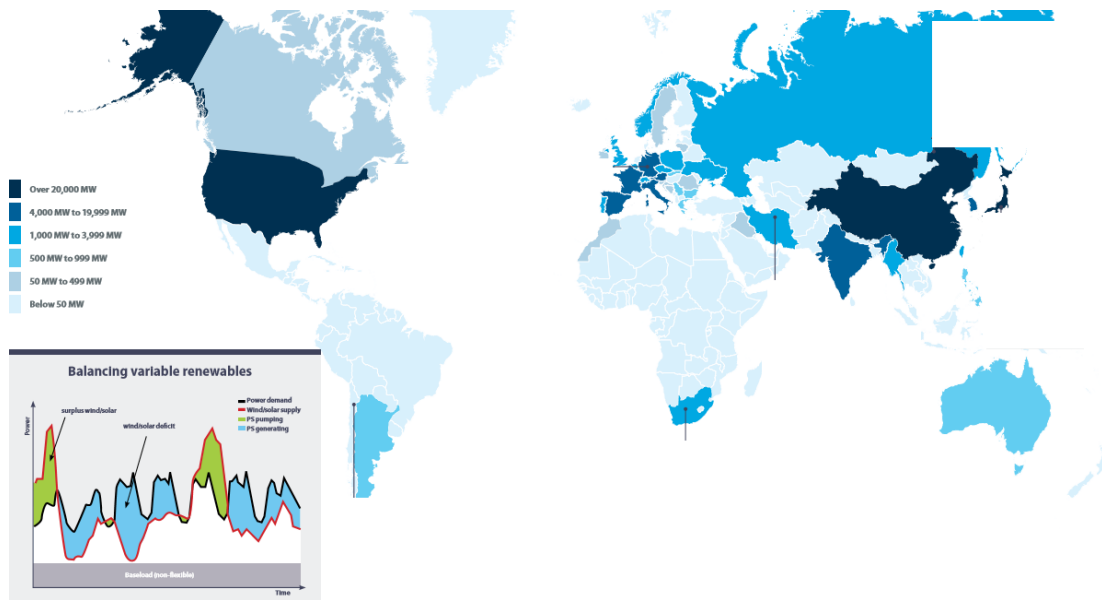 Over 20,000 MW
4,000 MW to 19,999 MW
1,000 MW to 3,999 MW
500 MW to 999 MW
50 MW to 499 MW
Below 50 MW
Balancing variable renewables
Power
surplus wind/solar
wind/solar deficit
Power demand
Wind/solar supply
PS pumping
PS generating
Baseload (non-flexible)
Time